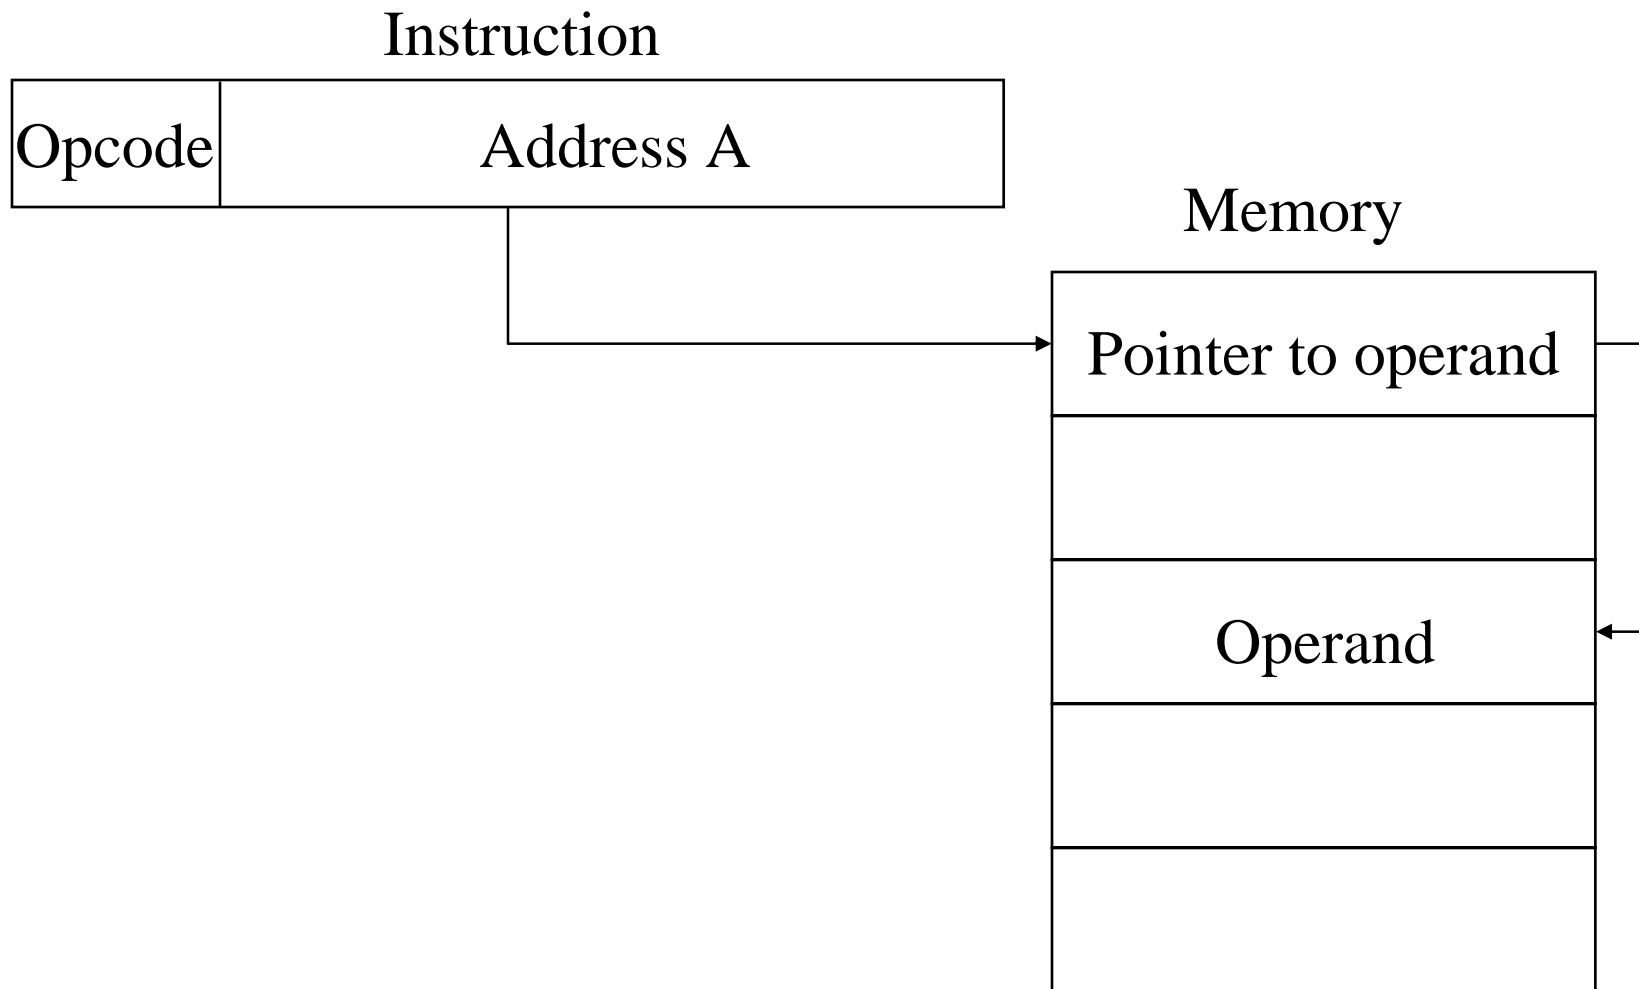 Instruction
Opcode
Address A
Memory
Pointer to operand
Operand